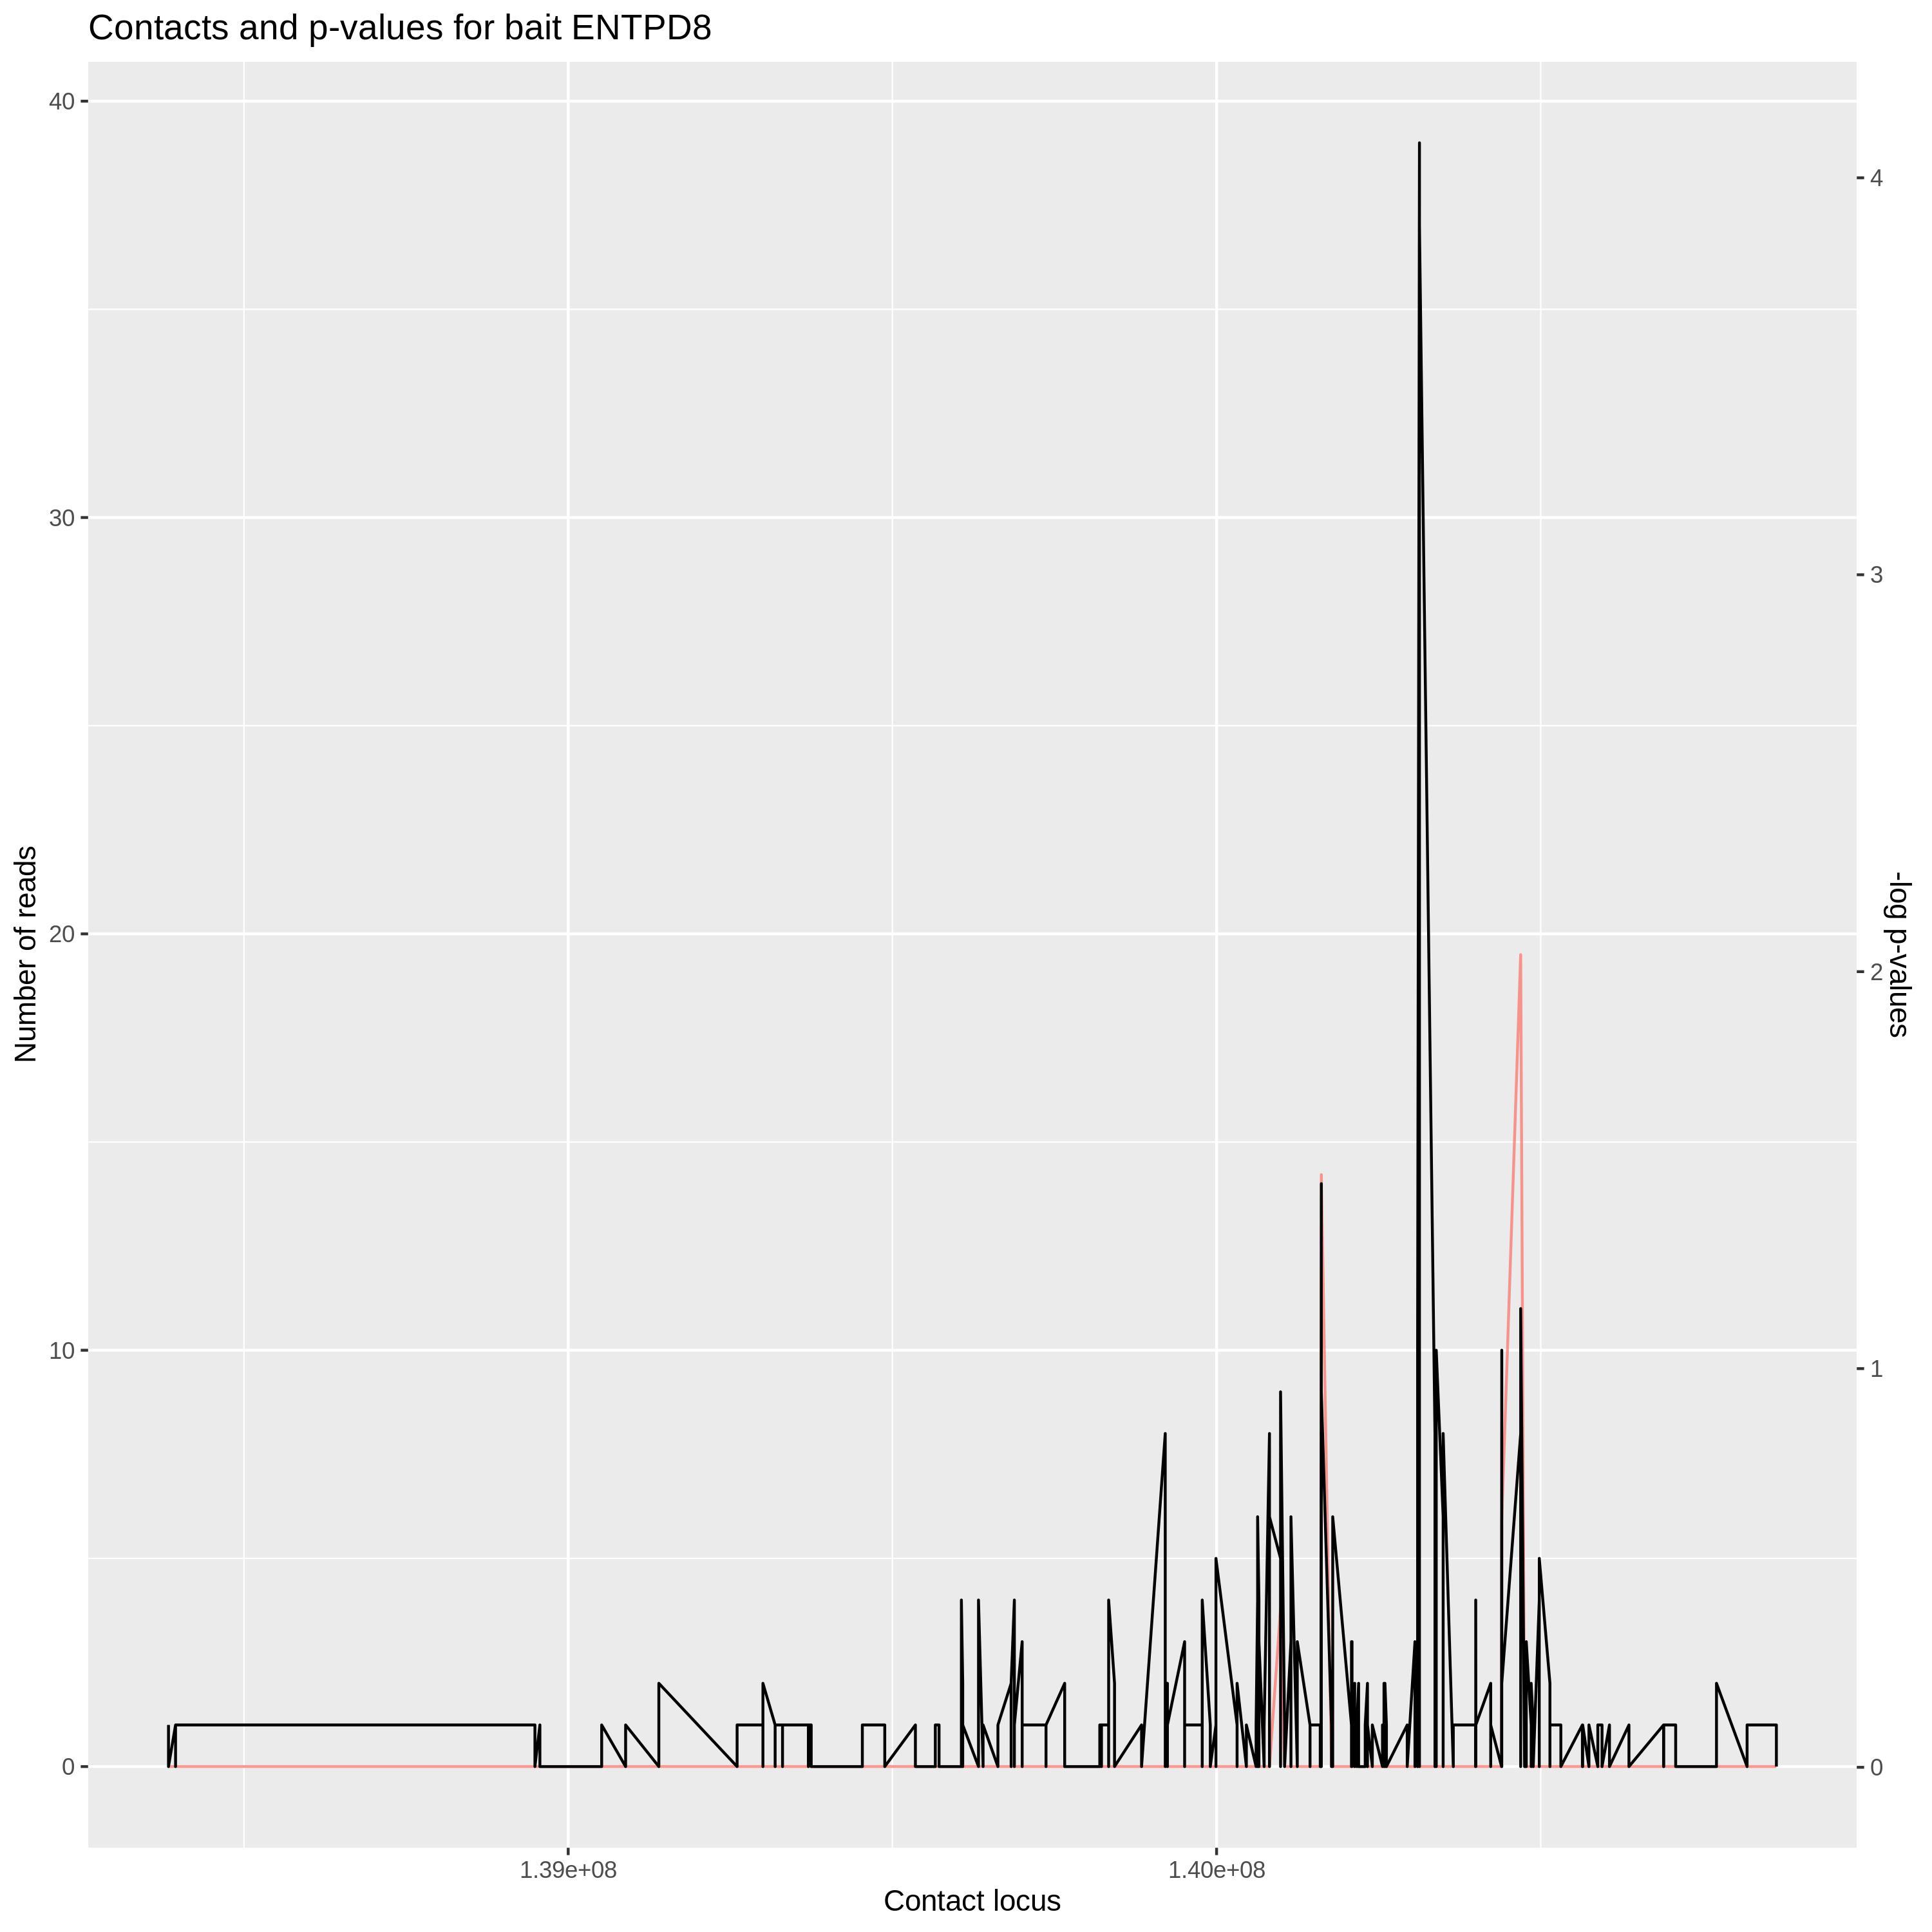 Contacts and p-values for bait ENTPD8
40
30
20
10
0
Number of reads
4
3
2
1
0
-log p-values
1.39e+08
1.40e+08
Contact locus